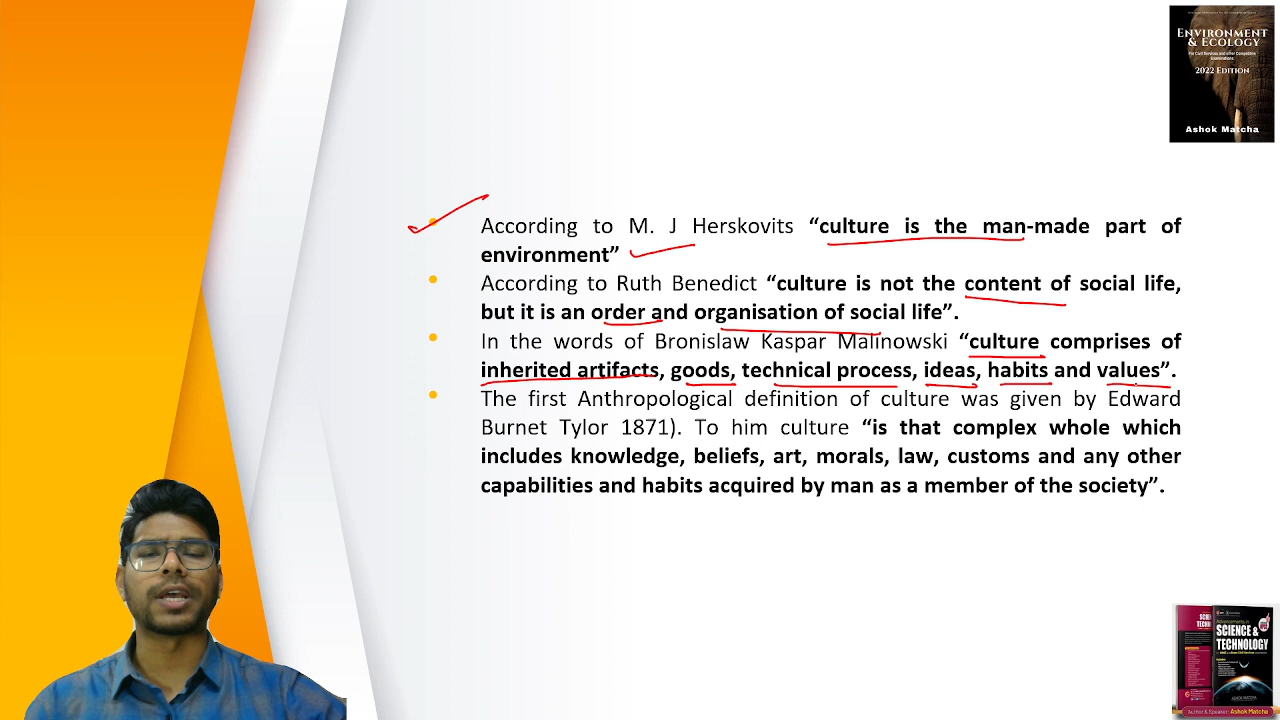 ENVIRONMENT
& ECOLOGY
For Civil Services and other Competitive
Examinations
2022 EDITION
Ashok Matcha
• According to M. J Herskovits “culture is the man-made part of
environment”
• According to Ruth Benedict “culture is not the content of social life,
but it is an order and organisation of social life”.
• In the words of Bronislaw Kaspar Malinowski “culture comprises of
inherited artifacts, goods, technical process, ideas, habits and values”.
• The first Anthropological definition of culture was given by Edward
Burnet Tylor 1871). To him culture “is that complex whole which
includes knowledge, beliefs, art, morals, law, customs and any other
capabilities and habits acquired by man as a member of the society”.
SCIENCE &
TECHNOLOGY
ASHOK MATCHA
Author & Speaker: Ashok Matcha